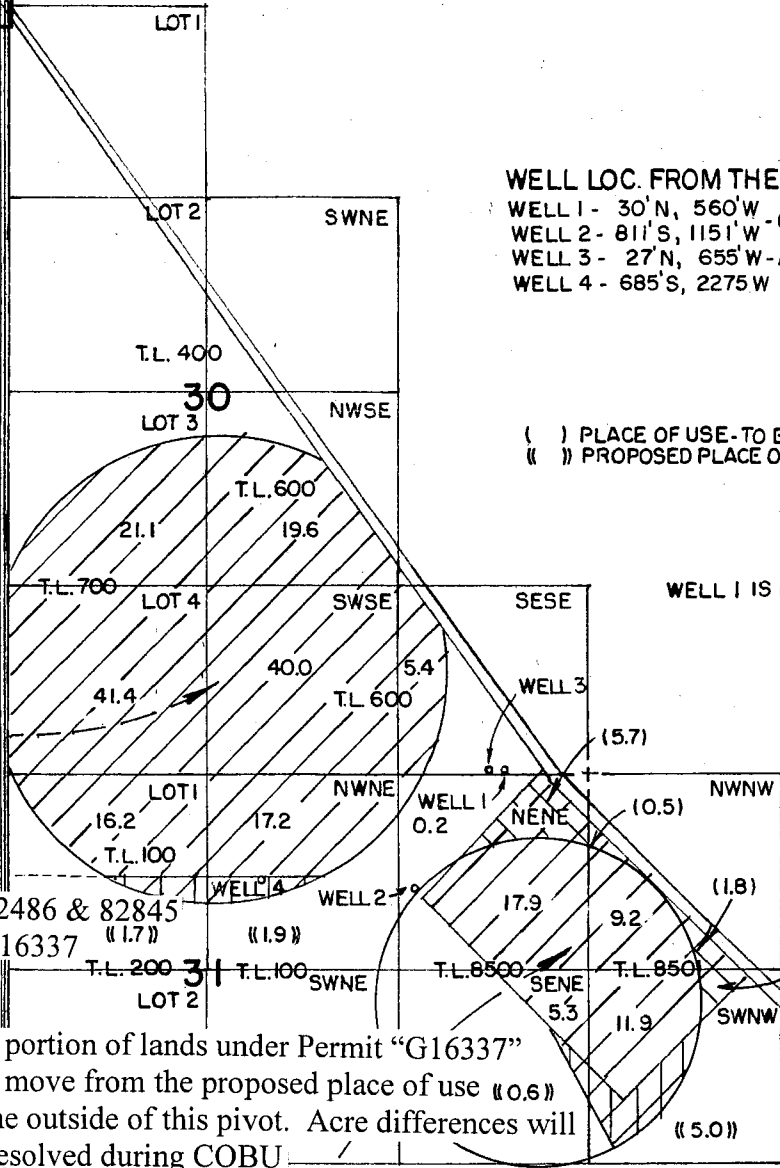 LOT 1
WELL LOC. FROM THE
WELL 1 - 30'N, 560'W
WELL 2 - 811'S, 1151'W
WELL 3 - 27'N, 655'W-
WELL 4 - 685'S, 2275 W
LOT 2
SWNE
T.L. 400
30
LOT 3
NWSE
( ) PLACE OF USE-TO
(( )) PROPOSED PLACE O
T.L. 600
21.1
19.6
T.L. 700
LOT 4
SWSE
SESE
WELL 1 IS
40.0
5.4
41.4
T.L. 600
WELL 3
(5.7)
LOT 1
NWNE
WELL 1
NENE
NWNW
16.2
17.2
0.2
(0.5)
T.L. 100
WELL 4
WELL 2
17.9
9.2
(1.8)
2486 & 82845
16337
((1.7))
((1.9))
T.L. 200
31
T.L. 100
SWNE
T.L. 8500
SENE
T.L. 850
LOT 2
5.3
11.9
SWNW
portion of lands under Permit “G16337”
move from the proposed place of use
((0.6))
ne outside of this pivot. Acre differences will
((5.0))
esolved during COBU